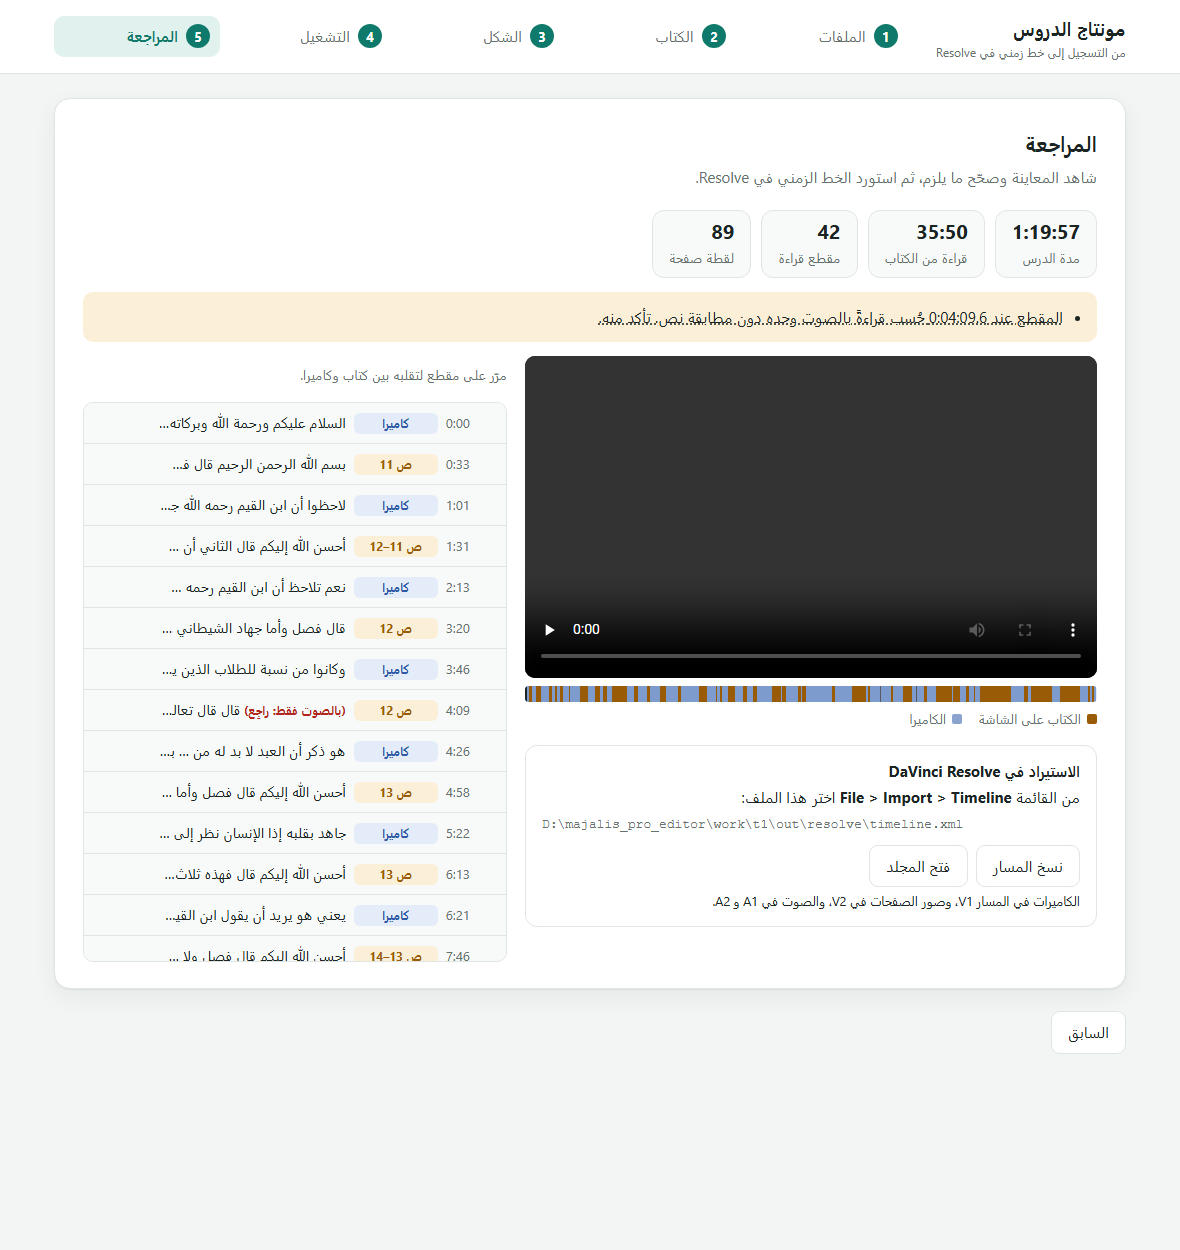 مونتاج الدروس
من التسجيل إلى خط زمني في Resolve
1 الملفات
2 الكتاب
3 الشكل
4 التشغيل
5 المراجعة
المراجعة
شاهد المعاينة وصحّح ما يلزم، ثم استورد الخط الزمني في Resolve.
1:19:57
مدة الدرس
35:50
قراءة من الكتاب
42
مقطع قراءة
89
لقطة صفحة
• المقطع عند 0:04:09.6 حُسب قراءةً بالصوت وحده دون مطابقة نص. تأكد منه.
0:00
الكتاب على الشاشة
الكاميرا
الاستيراد في DaVinci Resolve
من القائمة File > Import > Timeline اختر هذا الملف:
D:\majalis_pro_editor\work\t1\out\resolve\timeline.xml
نسخ المسار
فتح المجلد
الكاميرات في المسار V1، وصور الصفحات في V2، والصوت في A1 و A2.
مرّر على مقطع لتقلبه بين كتاب وكاميرا.
0:00 كاميرا السلام عليكم ورحمة الله وبركاته...
0:33 ص 11 بسم الله الرحمن الرحيم قال فـ...
1:01 كاميرا لاحظوا أن ابن القيم رحمه الله جـ...
1:31 ص 11–12 أحسن الله إليكم قال الثاني أن ...
2:13 كاميرا نعم تلاحظ أن ابن القيم رحمه ...
3:20 ص 12 قال فصل وأما جهاد الشيطاني ...
3:46 كاميرا وكانوا من نسبة للطلاب الذين يـ...
4:09 ص 12 (بالصوت فقط: راجع) قال قال تعالـ...
4:26 كاميرا هو ذكر أن العبد لا بد له من ... بـ...
4:58 ص 13 أحسن الله إليكم قال فصل وأما ...
5:22 كاميرا جاهد بقلبه إذا الإنسان نظر إلى ...
6:13 ص 13 أحسن الله إليكم قال فهذه ثلاث...
6:21 كاميرا يعني هو يريد أن يقول ابن القيـ...
7:46 ص 13–14 أحسن الله إليكم قال فصل ولا ...
السابق